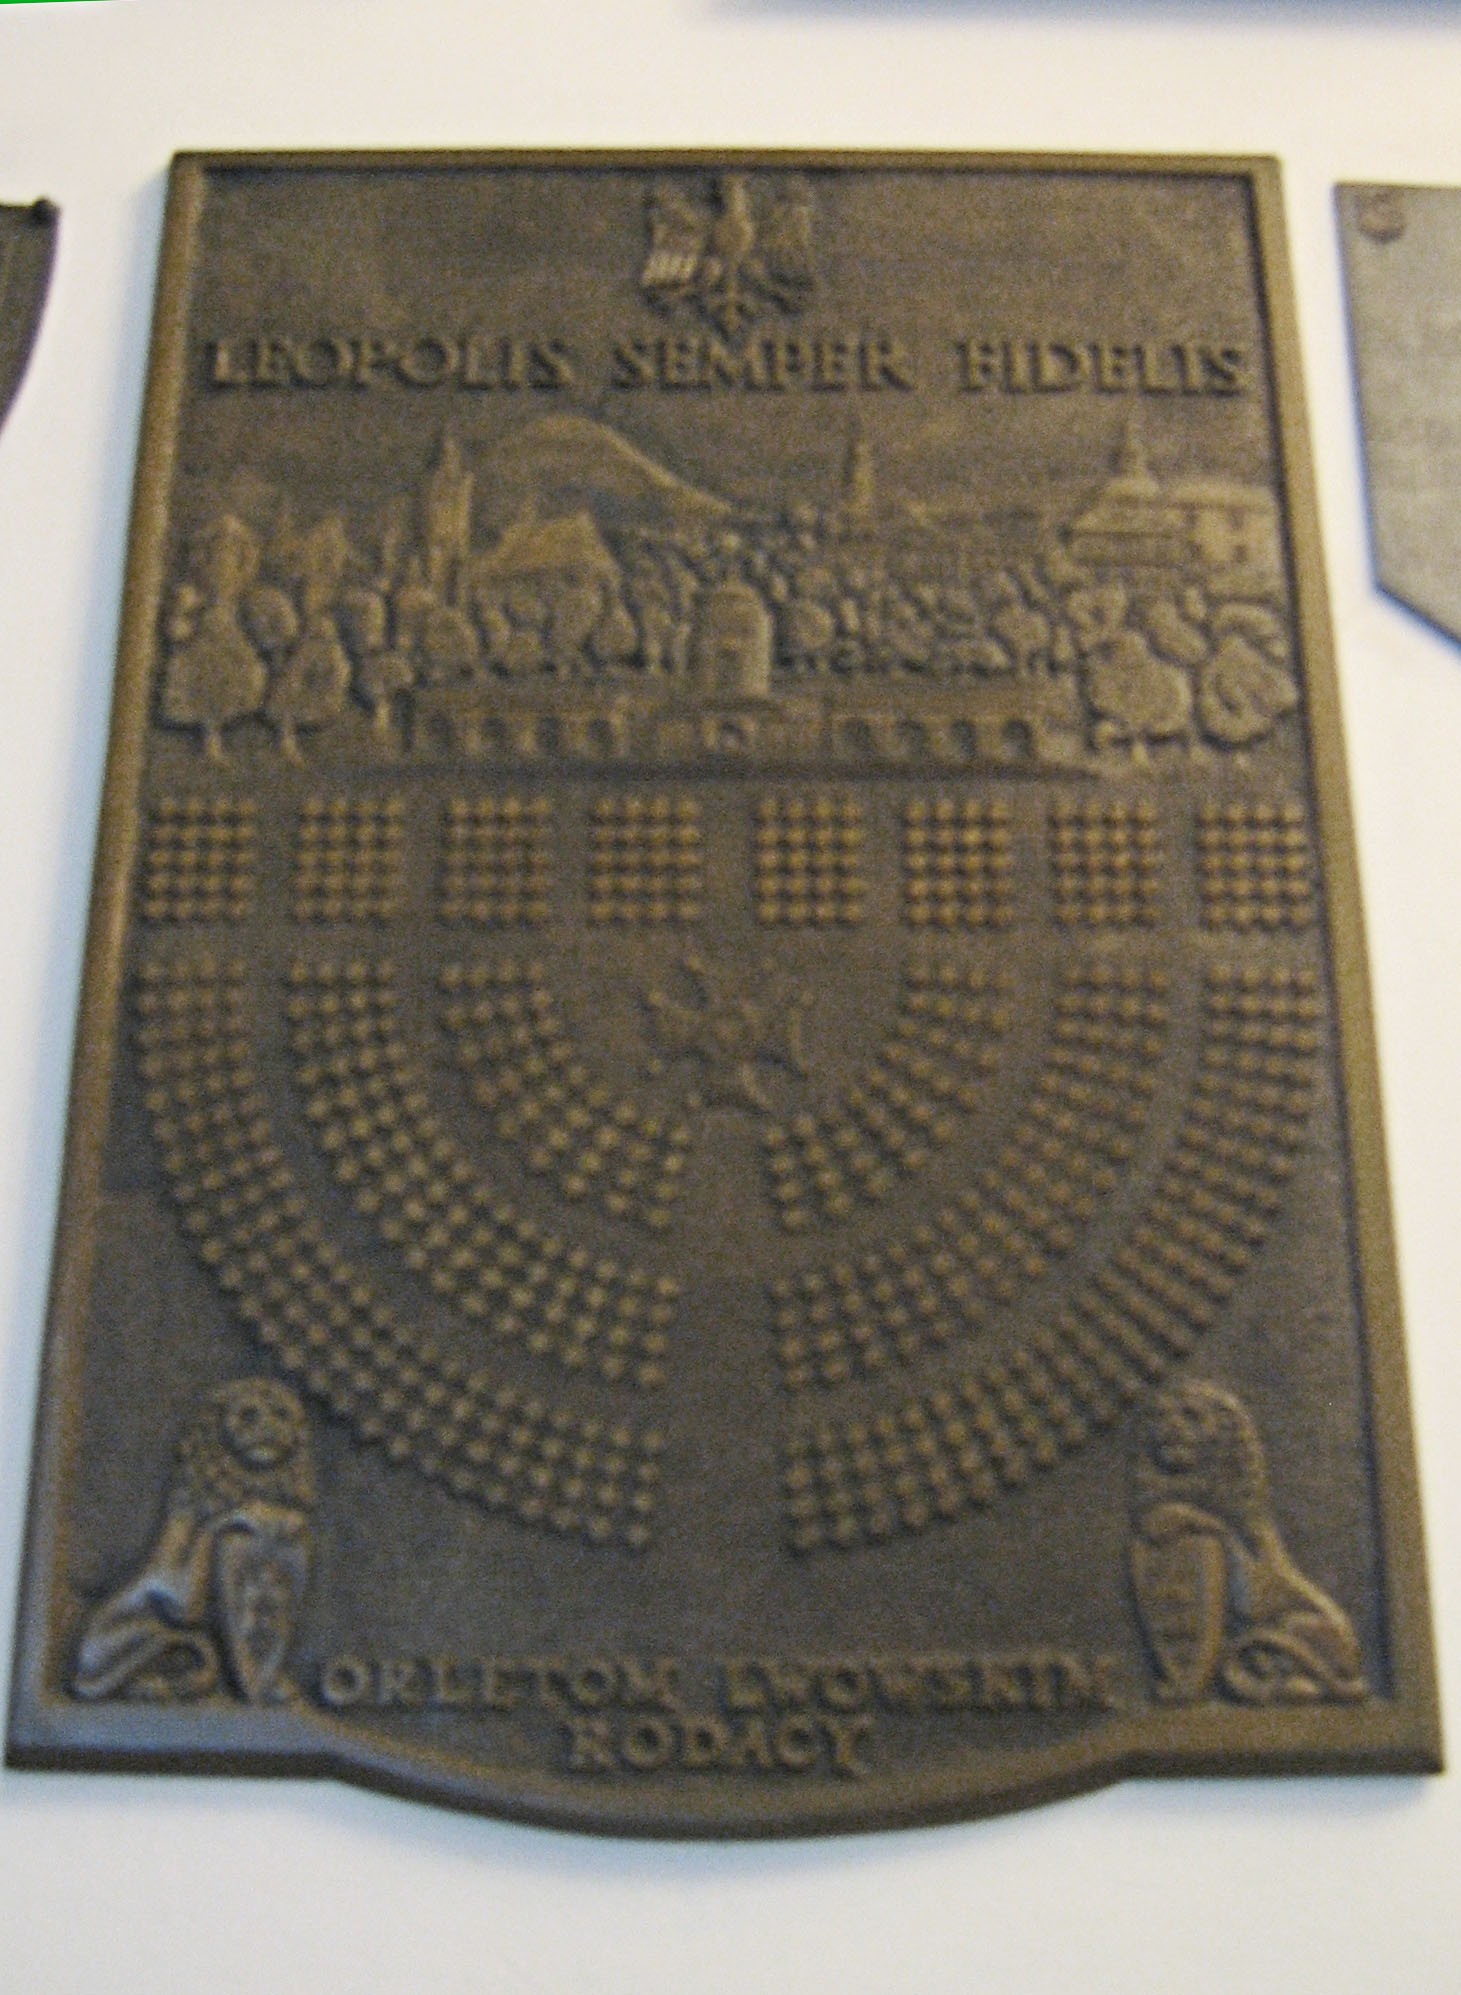 LEOPOLIS SEMPER FIDELIS
ORLĘTOM LWOWSKIM
RODACY